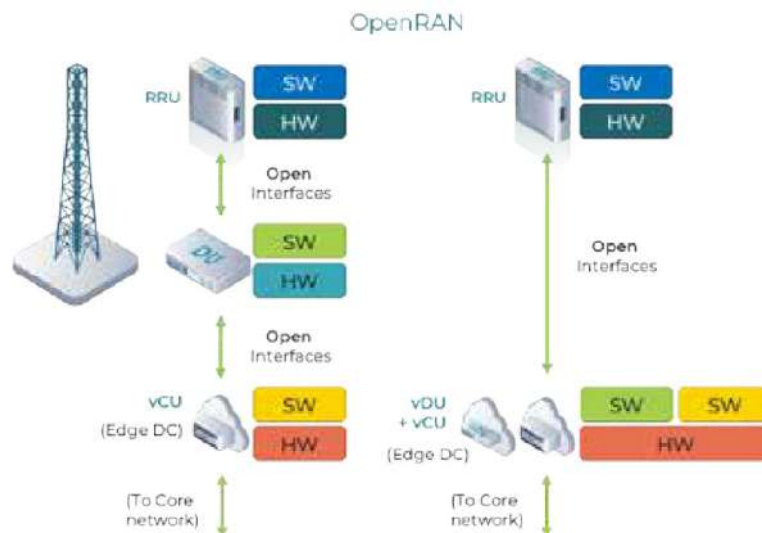 OpenRAN
RRU
SW
HW
Open
Interfaces
DU
SW
HW
Open
Interfaces
vCU
(Edge DC)
SW
HW
(To Core
network)
RRU
SW
HW
Open
Interfaces
vDU
+ vCU
(Edge DC)
SW
SW
HW
(To Core
network)